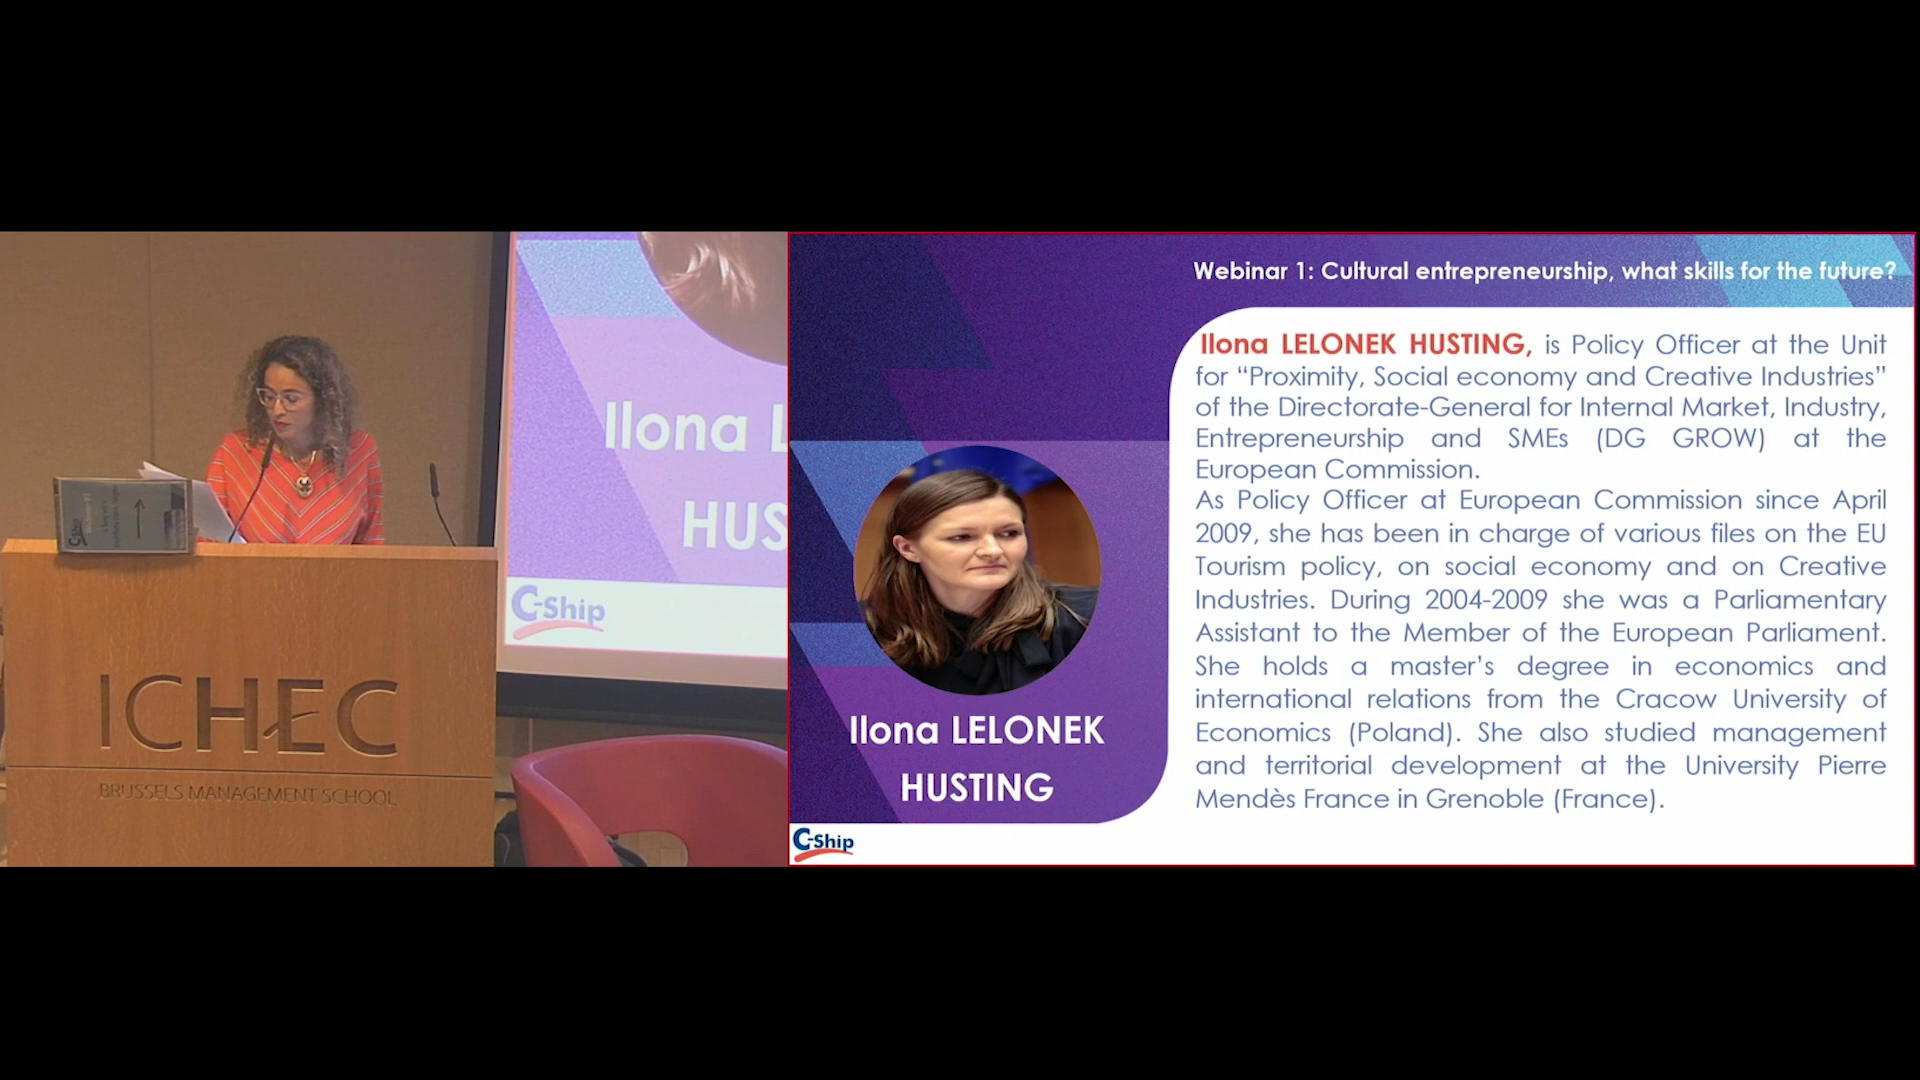 Ilona L
HUS
C-Ship
ICHEC
BRUSSELS MANAGEMENT SCHOOL
Webinar 1: Cultural entrepreneurship, what skills for the future?
Ilona LELONEK HUSTING, is Policy Officer at the Unit
for “Proximity, Social economy and Creative Industries”
of the Directorate-General for Internal Market, Industry,
Entrepreneurship and SMEs (DG GROW) at the
European Commission.
As Policy Officer at European Commission since April
2009, she has been in charge of various files on the EU
Tourism policy, on social economy and on Creative
Industries. During 2004-2009 she was a Parliamentary
Assistant to the Member of the European Parliament.
She holds a master’s degree in economics and
international relations from the Cracow University of
Economics (Poland). She also studied management
and territorial development at the University Pierre
Mendès France in Grenoble (France).
Ilona LELONEK
HUSTING
C-Ship